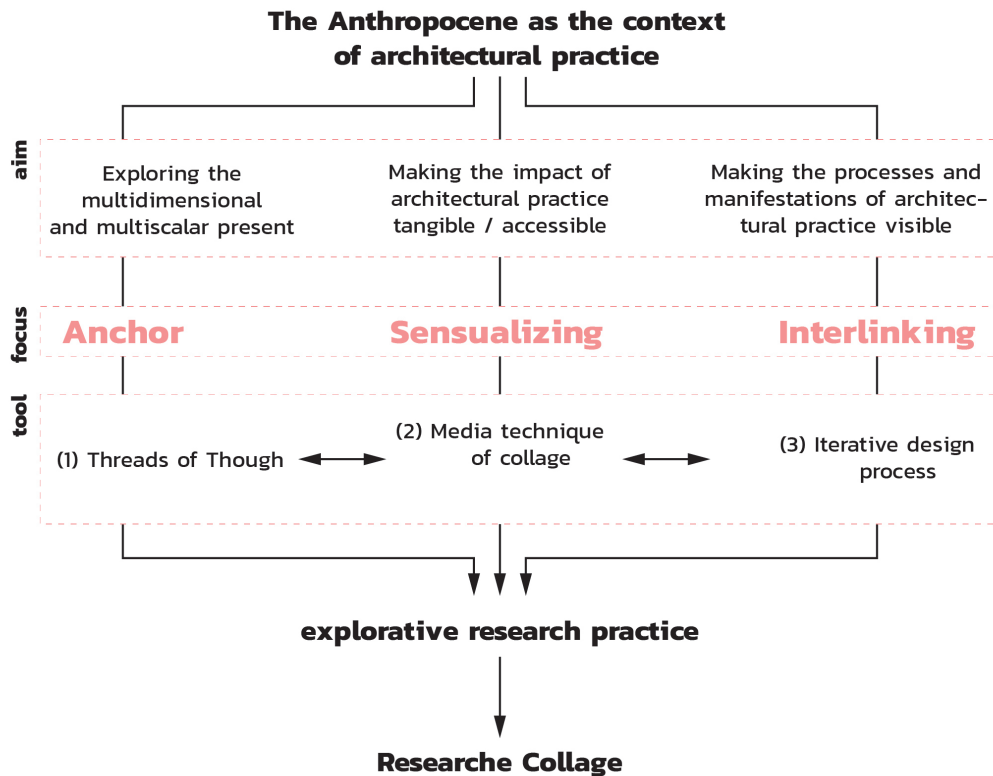 The Anthropocene as the context
of architectural practice
aim
Exploring the
multidimensional
and multiscalar present
Making the impact of
architectural practice
tangible / accessible
Making the processes and
manifestations of architec-
tural practice visible
focus
Anchor
Sensualizing
Interlinking
tool
(1) Threads of Though
(2) Media technique
of collage
(3) Iterative design
process
explorative research practice
Researche Collage